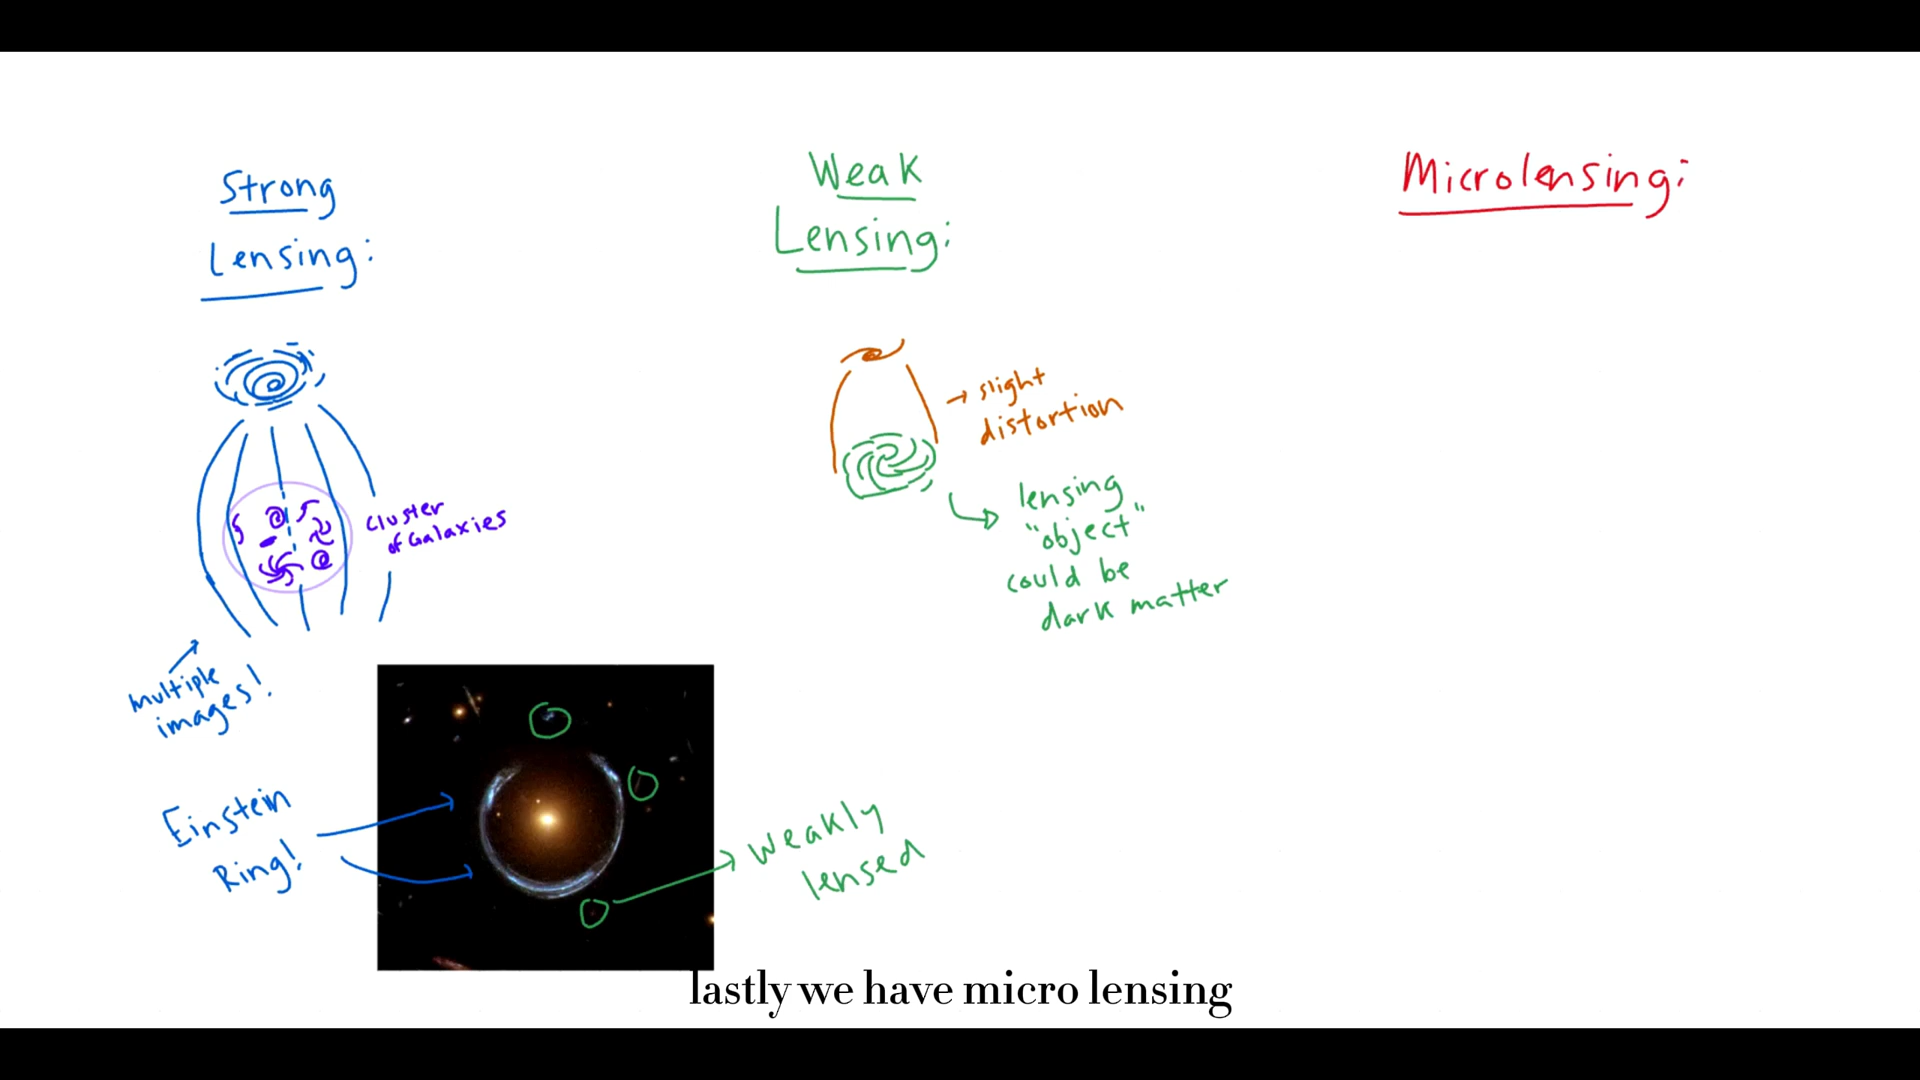 Strong
Lensing:
cluster
of Galaxies
multiple
images!
Einstein
Ring!
Weak
Lensing:
→ slight
distortion
lensing
"object"
could be
dark matter
weakly
lensed
Microlensing:
lastly we have micro lensing